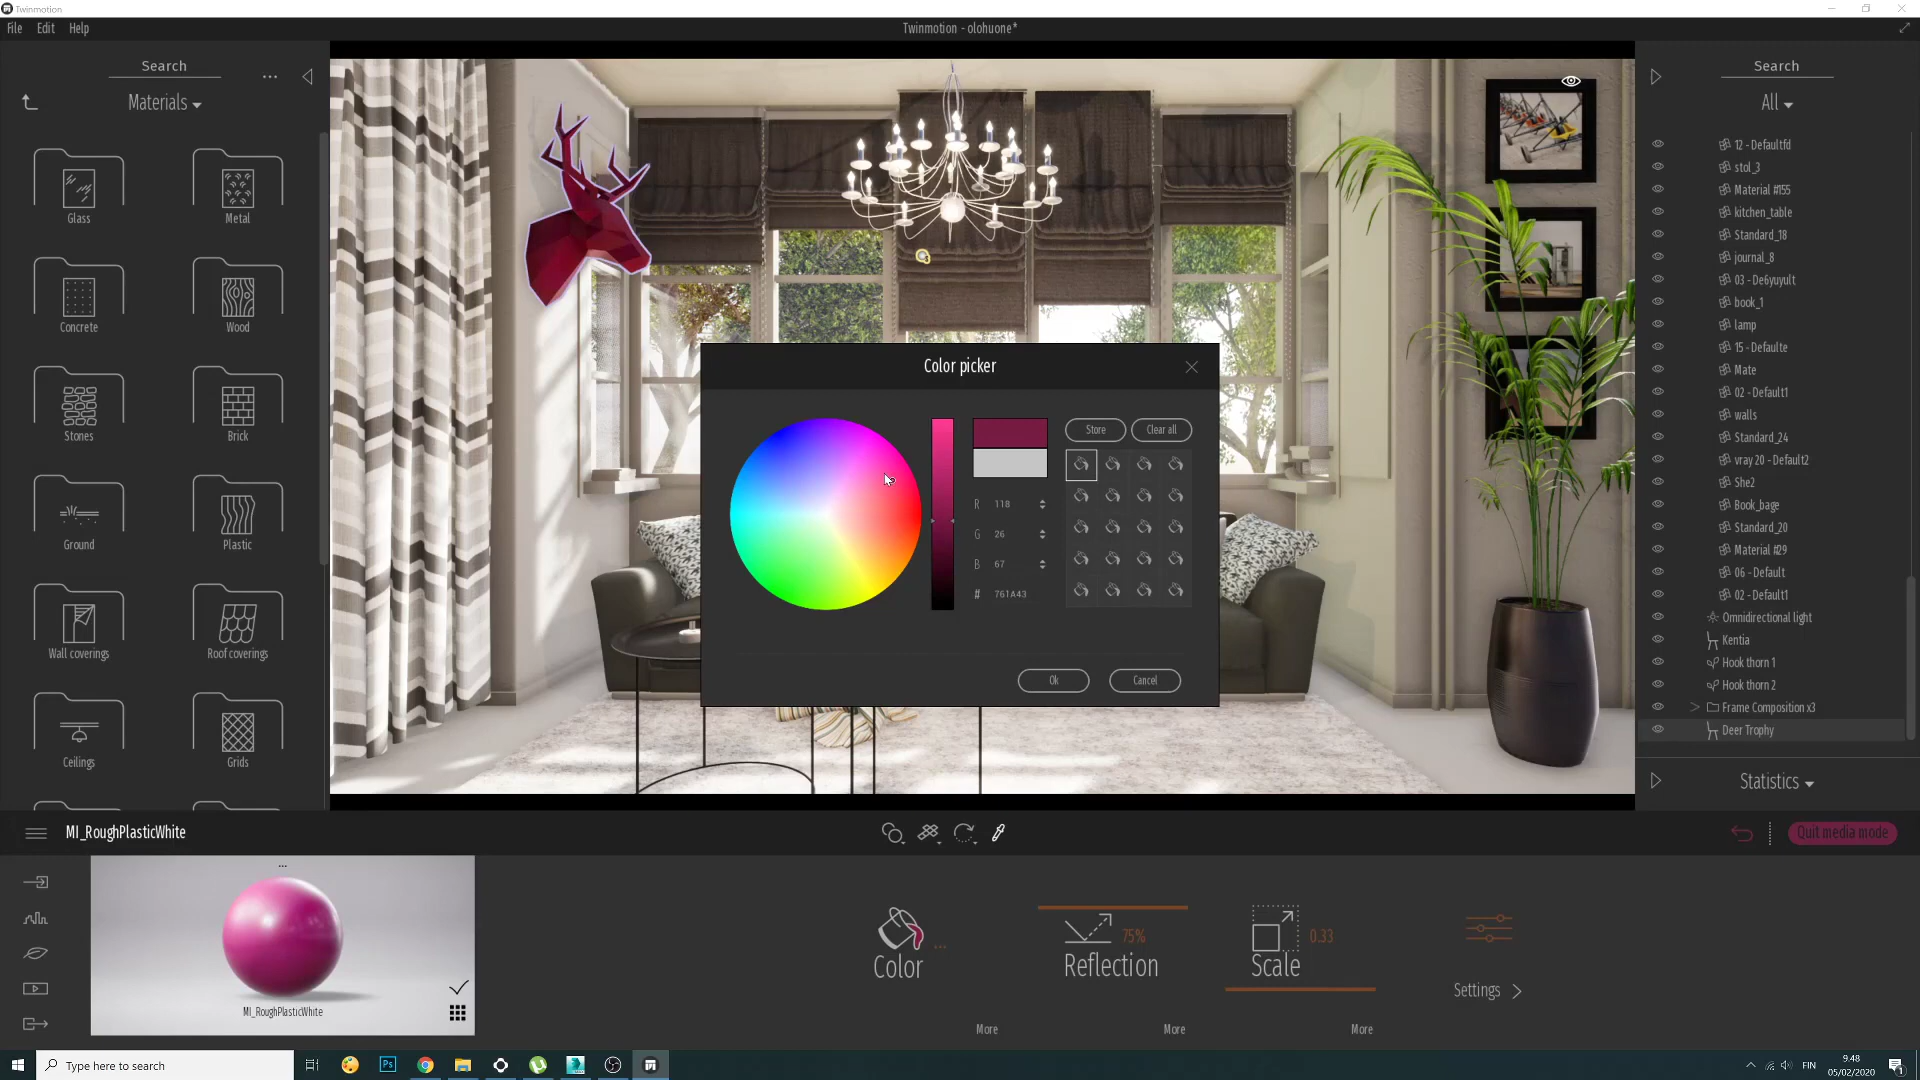 Twinmotion
File Edit Help
Twinmotion - olohuone*
Search
...
Materials
Glass
Metal
Concrete
Wood
Stones
Brick
Ground
Plastic
Wall coverings
Roof coverings
Ceilings
Grids
Color picker
Store
Clear all
R 118
G 26
B 67
# 761A43
Ok
Cancel
Search
All
12 - Defaultfd
stol_3
Material #155
kitchen_table
Standard_18
journal_8
03 - De6yuyult
book_1
lamp
15 - Defaulte
Mate
02 - Default1
walls
Standard_24
vray 20 - Default2
She2
Book_bage
Standard_20
Material #29
06 - Default
02 - Default1
Omnidirectional light
Kentia
Hook thorn 1
Hook thorn 2
> Frame Composition x3
Deer Trophy
Statistics
MI_RoughPlasticWhite
Quit media mode
...
MI_RoughPlasticWhite
Color ...
75%
Reflection
0.33
Scale
Settings
More
More
More
Type here to search
Ps
FIN
9.48
05/02/2020
1